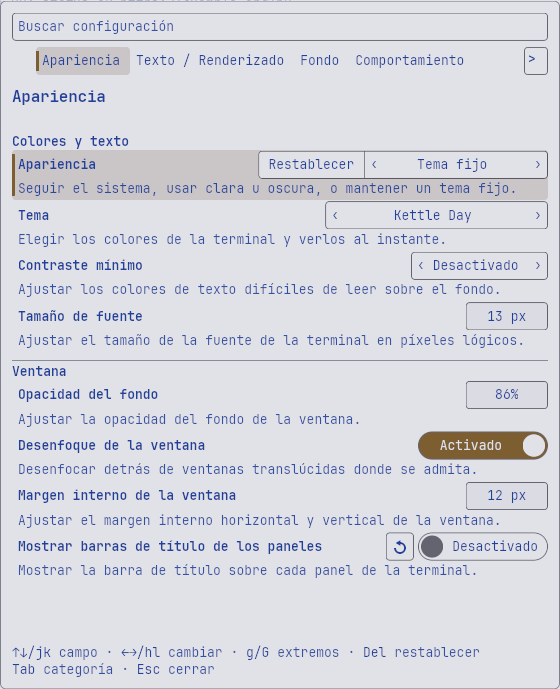 Buscar configuración
Apariencia Texto / Renderizado Fondo Comportamiento >
Apariencia
Colores y texto
Apariencia Restablecer ‹ Tema fijo ›
Seguir el sistema, usar clara u oscura, o mantener un tema fijo.
Tema ‹ Kettle Day ›
Elegir los colores de la terminal y verlos al instante.
Contraste mínimo ‹ Desactivado ›
Ajustar los colores de texto difíciles de leer sobre el fondo.
Tamaño de fuente 13 px
Ajustar el tamaño de la fuente de la terminal en píxeles lógicos.
Ventana
Opacidad del fondo 86%
Ajustar la opacidad del fondo de la ventana.
Desenfoque de la ventana Activado
Desenfocar detrás de ventanas translúcidas donde se admita.
Margen interno de la ventana 12 px
Ajustar el margen interno horizontal y vertical de la ventana.
Mostrar barras de título de los paneles Desactivado
Mostrar la barra de título sobre cada panel de la terminal.
↑↓/jk campo · ↔/hl cambiar · g/G extremos · Del restablecer
Tab categoría · Esc cerrar